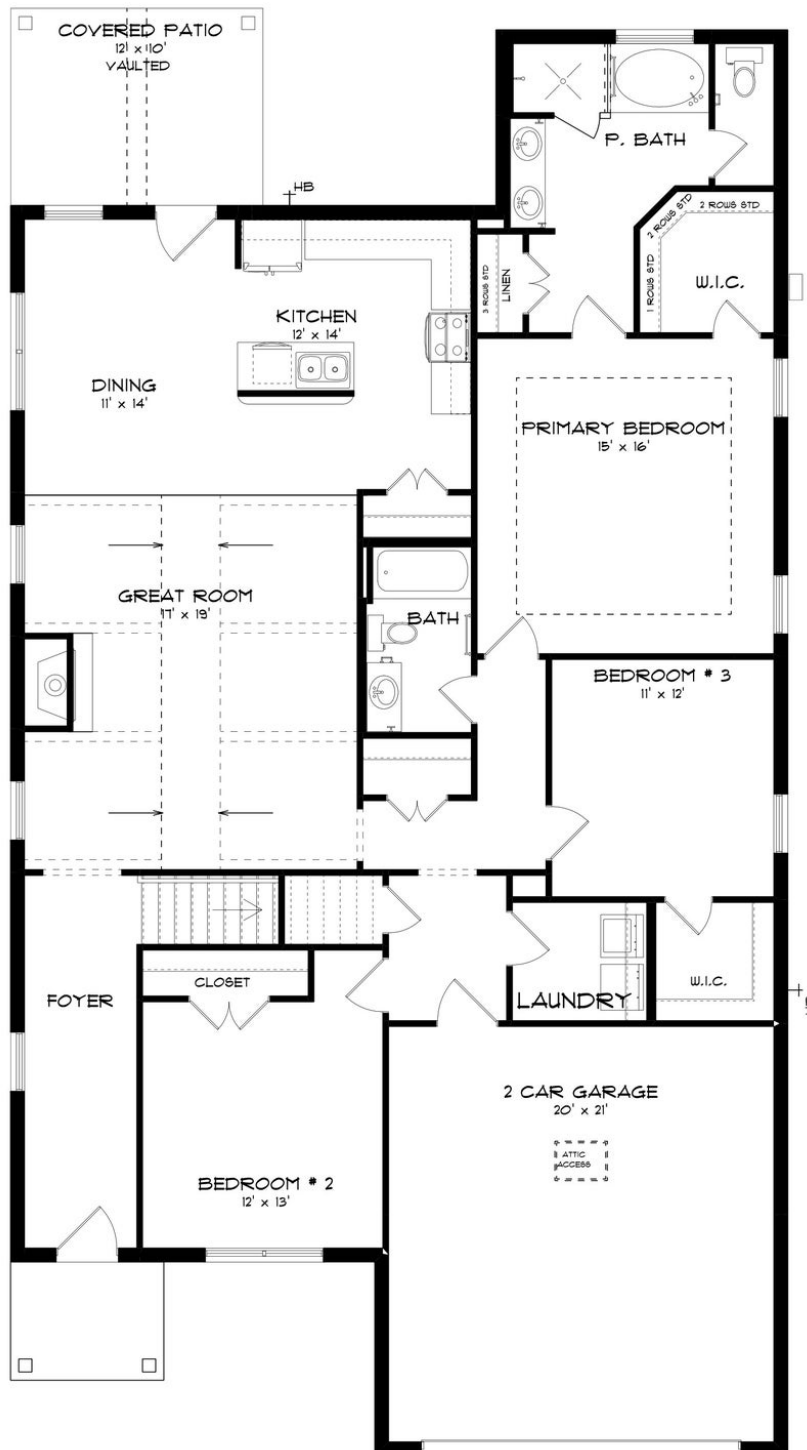 COVERED PATIO
12' x 10'
VAULTED
HB
P. BATH
2 ROWS STD
2 ROWS STD
1 ROWS STD
W.I.C.
3 ROWS STD
LINEN
KITCHEN
12' x 14'
DINING
11' x 14'
PRIMARY BEDROOM
15' x 16'
GREAT ROOM
17' x 19'
BATH
BEDROOM # 3
11' x 12'
CLOSET
FOYER
LAUNDRY
W.I.C.
2 CAR GARAGE
20' x 21'
ATTIC
ACCESS
BEDROOM # 2
12' x 13'